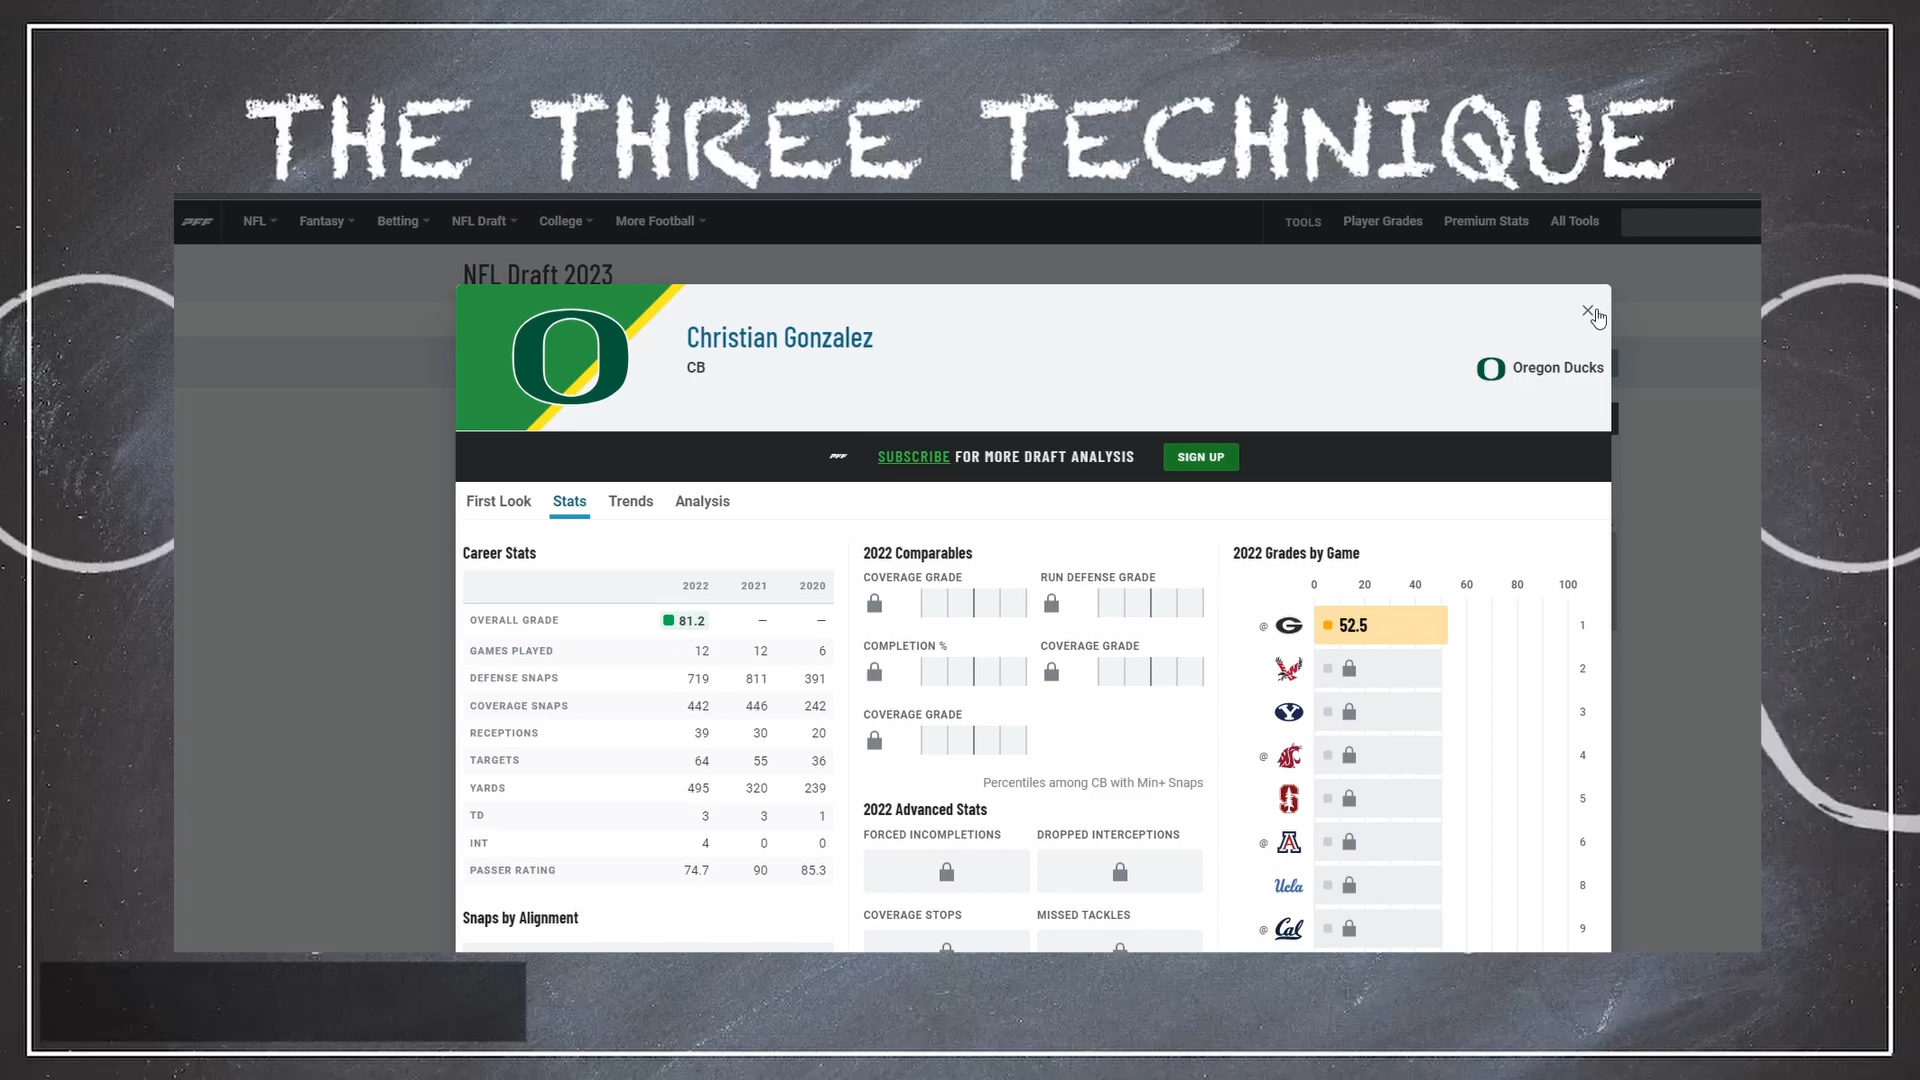 THE THREE TECHNIQUE
PFF NFL Fantasy Betting NFL Draft College More Football TOOLS Player Grades Premium Stats All Tools
NFL Draft 2023
Christian Gonzalez
CB
Oregon Ducks
PFF SUBSCRIBE FOR MORE DRAFT ANALYSIS SIGN UP
First Look Stats Trends Analysis
Career Stats
2022 2021 2020
OVERALL GRADE 81.2 – –
GAMES PLAYED 12 12 6
DEFENSE SNAPS 719 811 391
COVERAGE SNAPS 442 446 242
RECEPTIONS 39 30 20
TARGETS 64 55 36
YARDS 495 320 239
TD 3 3 1
INT 4 0 0
PASSER RATING 74.7 90 85.3
Snaps by Alignment
2022 Comparables
COVERAGE GRADE RUN DEFENSE GRADE
COMPLETION % COVERAGE GRADE
COVERAGE GRADE
Percentiles among CB with Min+ Snaps
2022 Advanced Stats
FORCED INCOMPLETIONS DROPPED INTERCEPTIONS
COVERAGE STOPS MISSED TACKLES
2022 Grades by Game
0 20 40 60 80 100
@ G 52.5 1
2
Y 3
@ 4
S 5
@ A 6
Ucla 8
@ Cal 9